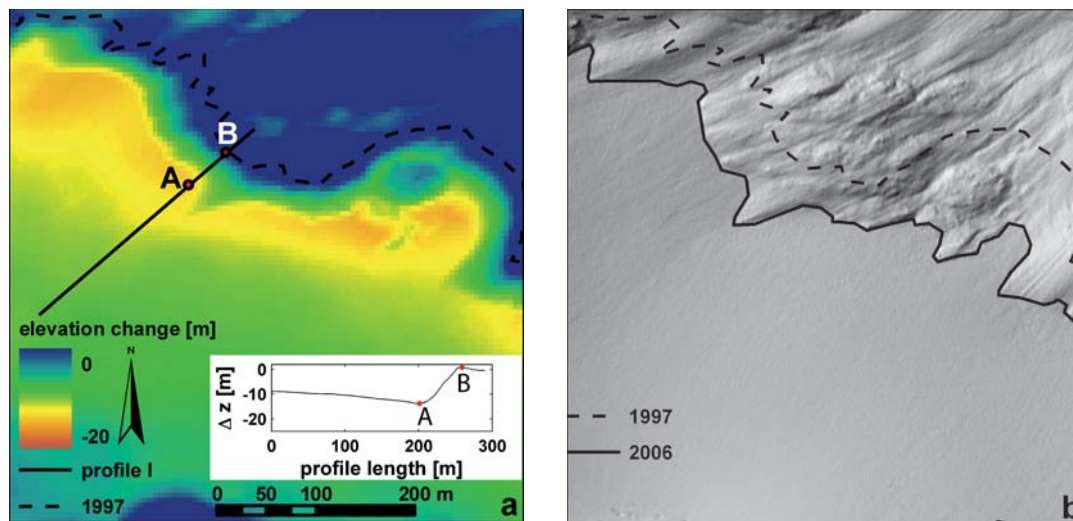 B
A
elevation change [m]
N
0
-20
profile I
1997
Δ z [m]
0
-10
-20
A
B
0 100 200 300
profile length [m]
0 50 100 200 m
a
1997
2006
b